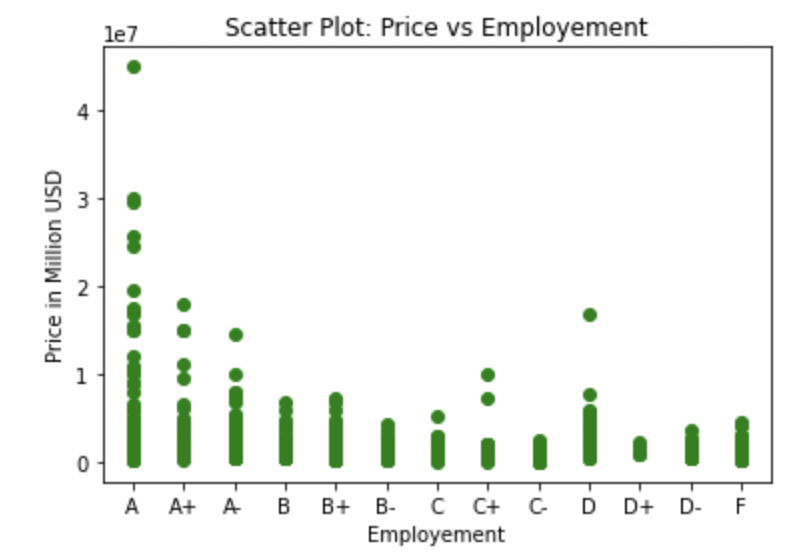 Scatter Plot: Price vs Employement
1e7
4
3
2
1
0
Price in Million USD
A A+ A- B B+ B- C C+ C- D D+ D- F
Employement